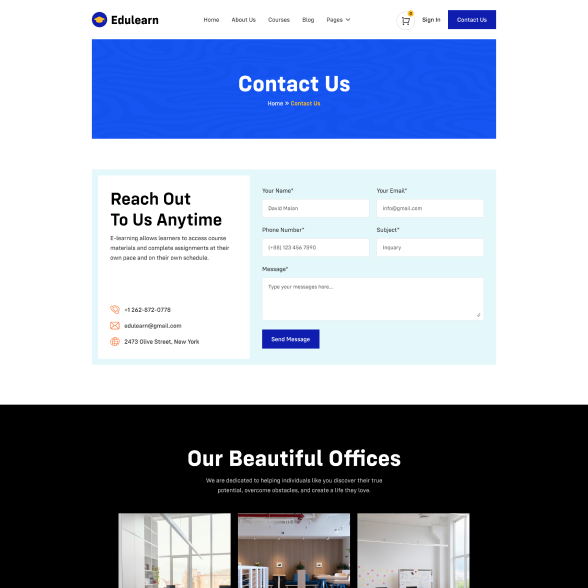 Edulearn
Home
About Us
Courses
Blog
Pages
0
Sign In
Contact Us
Contact Us
Home » Contact Us
Reach Out
To Us Anytime
E-learning allows learners to access course
materials and complete assignments at their
own pace and on their own schedule.
+1 262-872-0778
edulearn@gmail.com
2473 Olive Street, New York
Your Name*
Your Email*
David Malan
info@gmail.com
Phone Number*
Subject*
(+88) 123 456 7890
Inquary
Message*
Type your messages here...
Send Message
Our Beautiful Offices
We are dedicated to helping individuals like you discover their true
potential, overcome obstacles, and create a life they love.